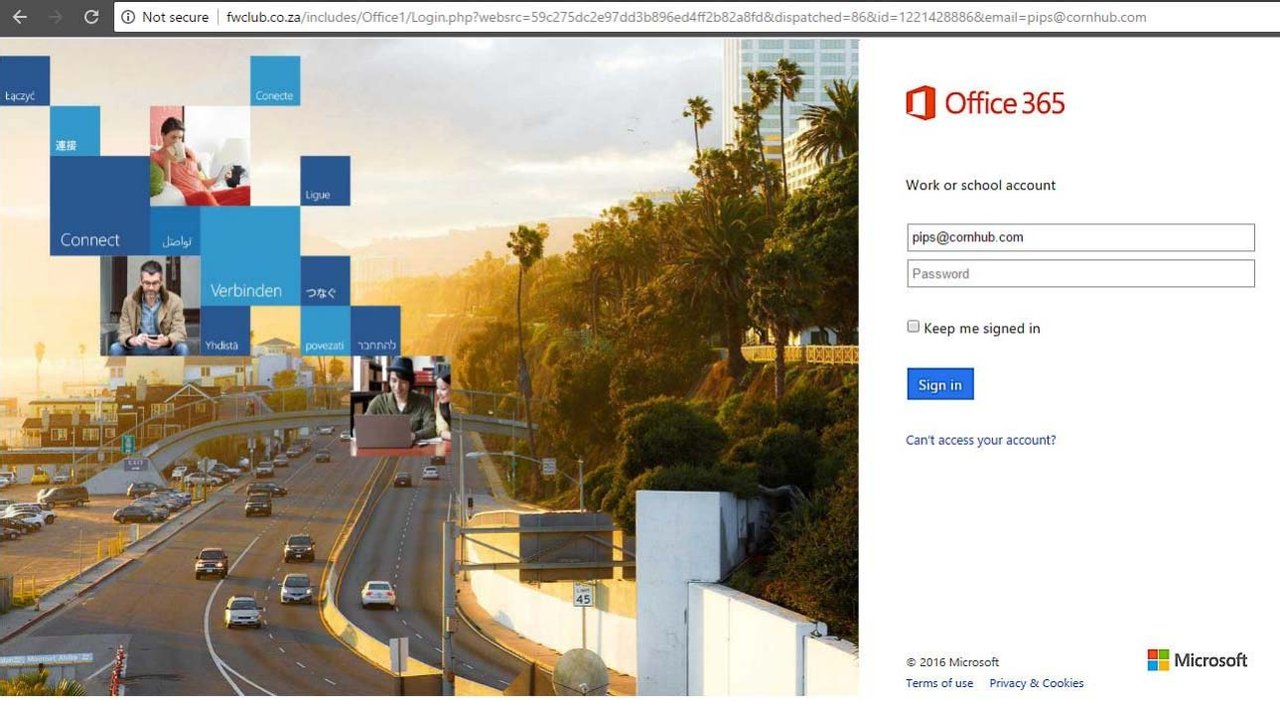 Not secure | fwclub.co.za/includes/Office1/Login.php?websrc=59c275dc2e97dd3b896ed4ff2b82a8fd&dispatched=86&id=1221428886&email=pips@cornhub.com
Łączyć
Conecte
連接
Ligue
Connect
تواصل
Verbinden
つなぐ
Yhdistä
povezati
להתחבר
EXIT
LIMIT
45
Office 365
Work or school account
pips@cornhub.com
Password
Keep me signed in
Sign in
Can't access your account?
© 2016 Microsoft
Microsoft
Terms of use Privacy & Cookies